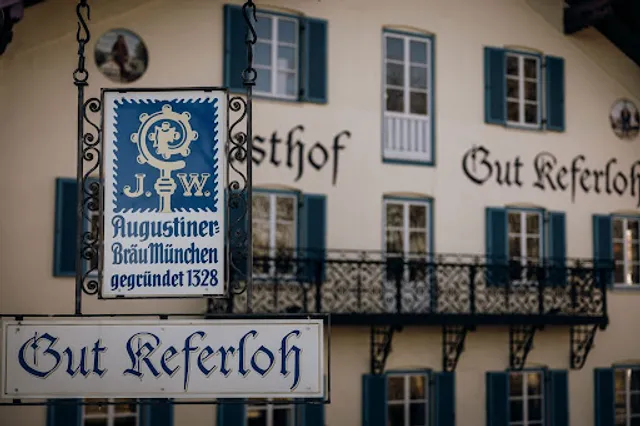 J. W.
Augustiner=
Bräu München
gegründet 1328
Gut Keferloh
sthof
Gut Keferloh